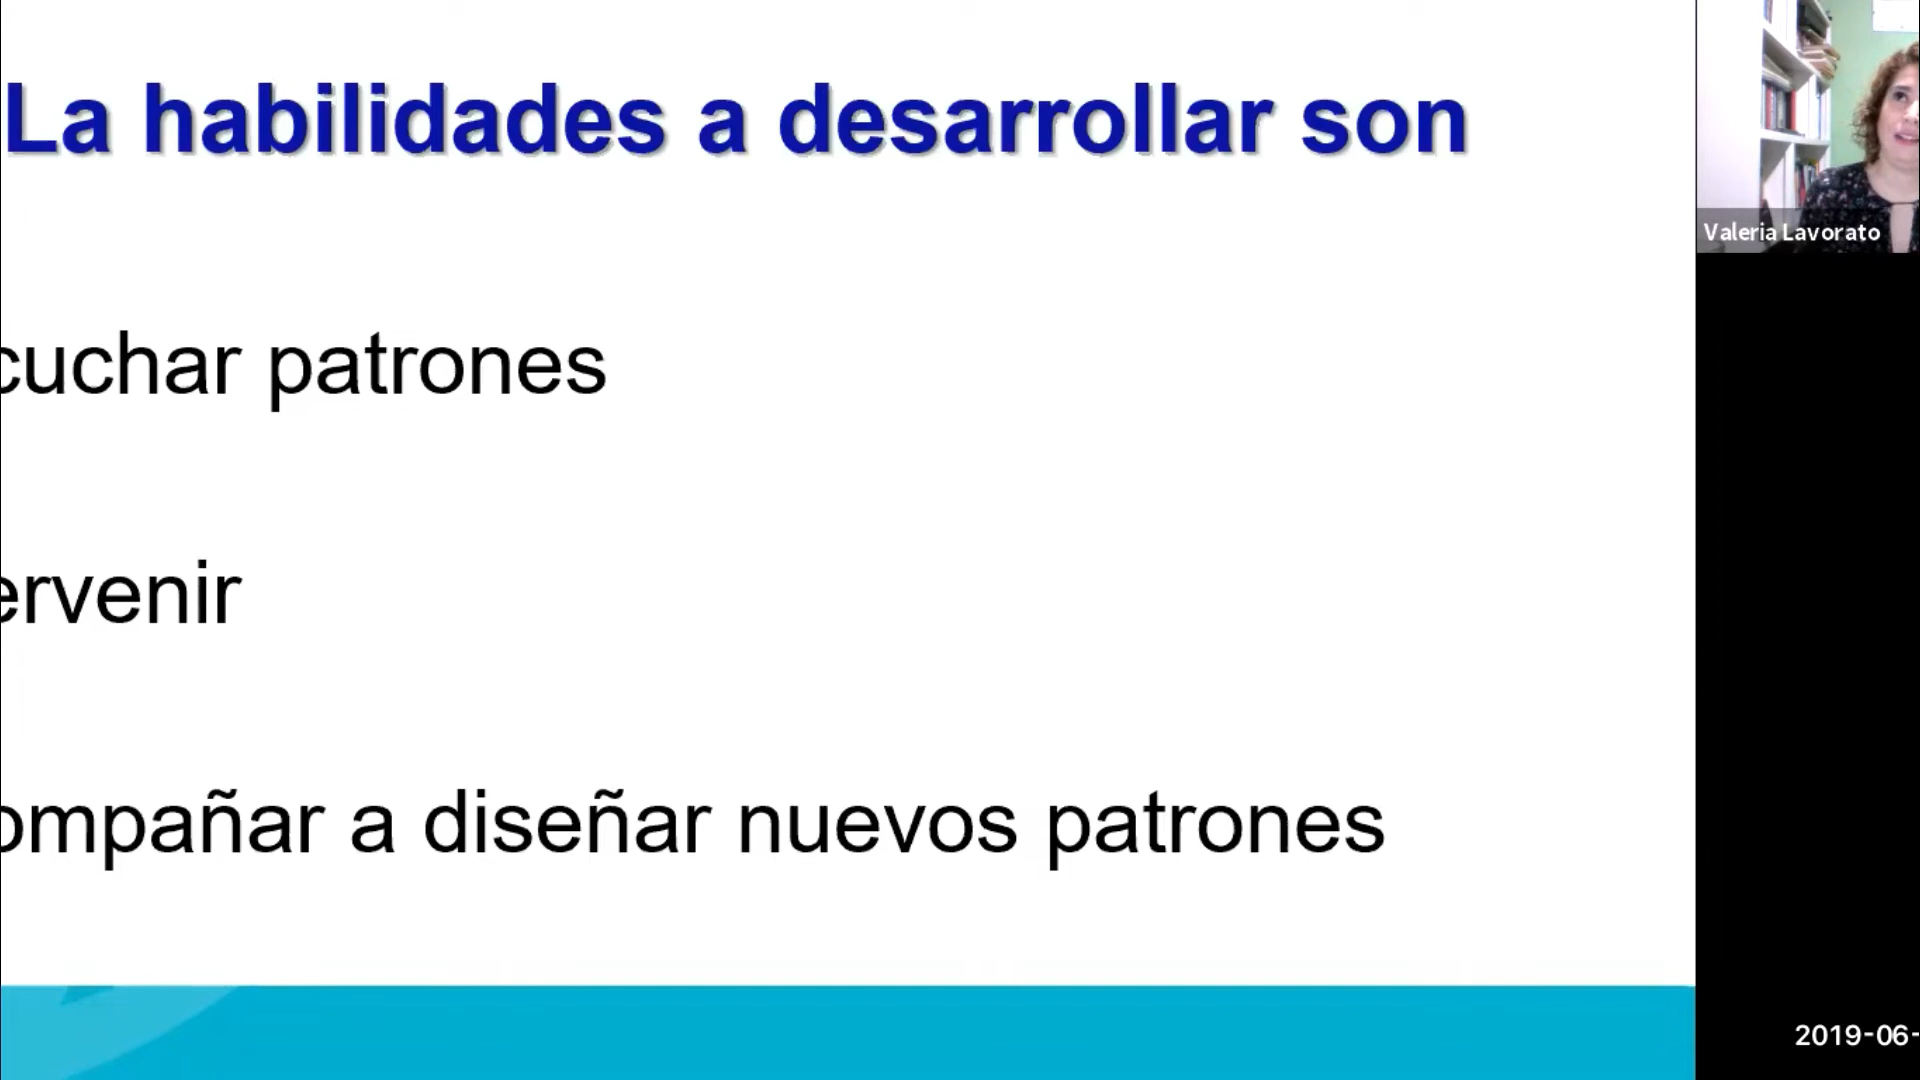 La habilidades a desarrollar son
cuchar patrones
ervenir
ompañar a diseñar nuevos patrones
Valeria Lavorato
2019-06-